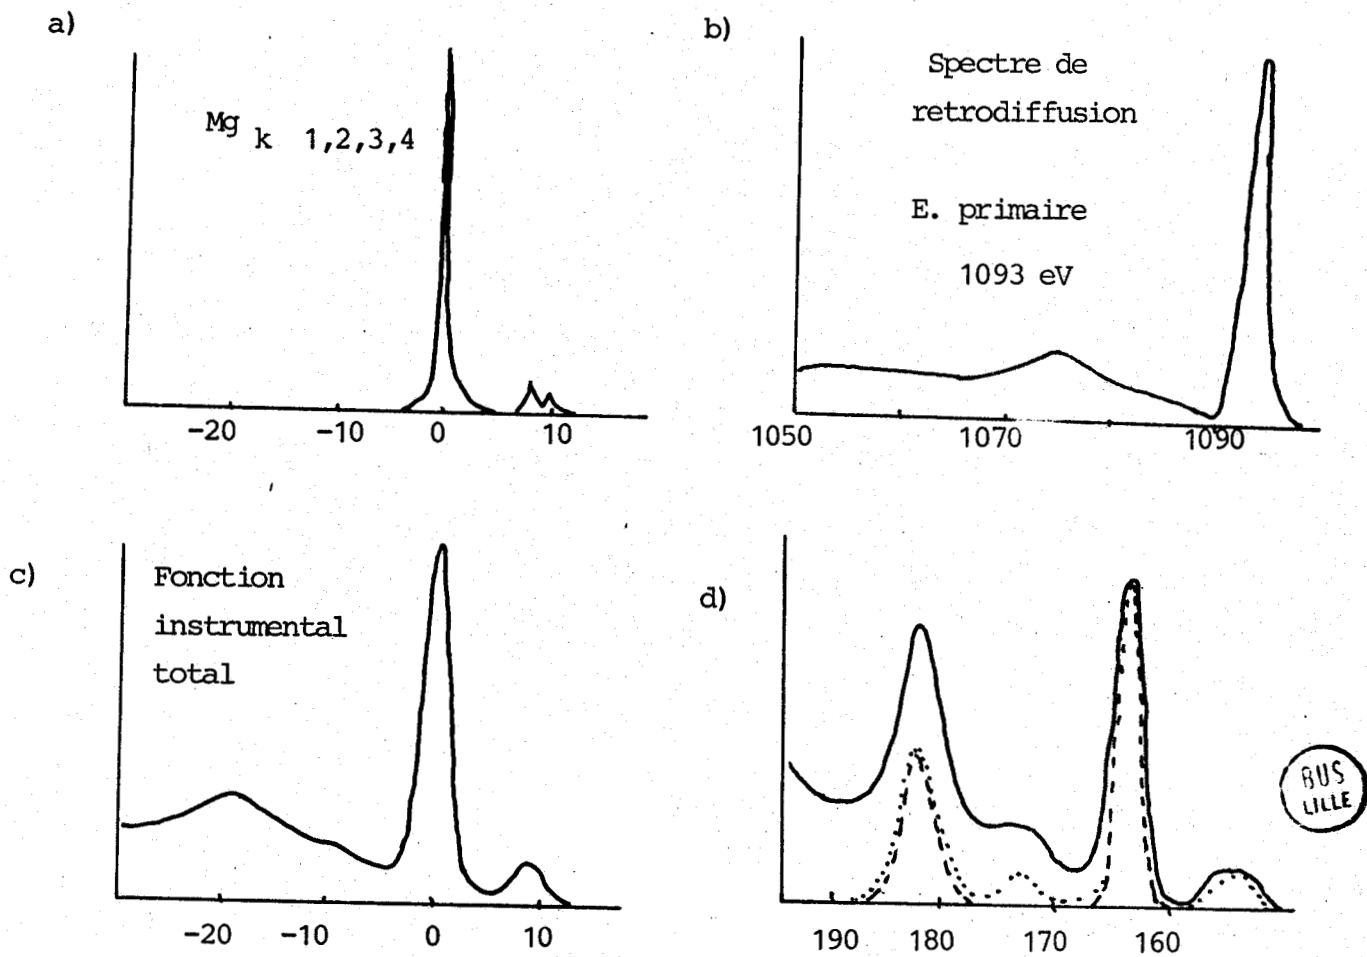 a)
Mg k 1,2,3,4
-20 -10 0 10
b)
Spectre de
retrodiffusion
E. primaire
1093 eV
1050 1070 1090
c)
Fonction
instrumental
total
-20 -10 0 10
d)
190 180 170 160
BUS
LILLE